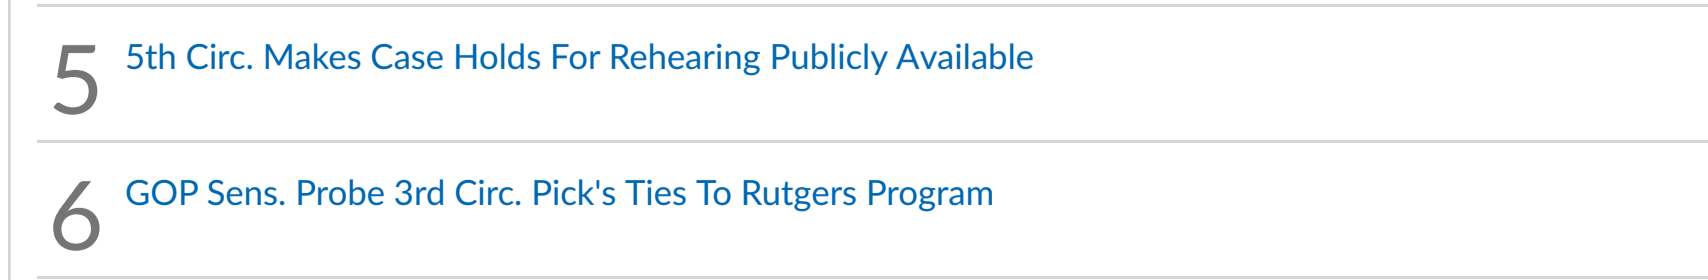 5
5th Circ. Makes Case Holds For Rehearing Publicly Available
6
GOP Sens. Probe 3rd Circ. Pick's Ties To Rutgers Program